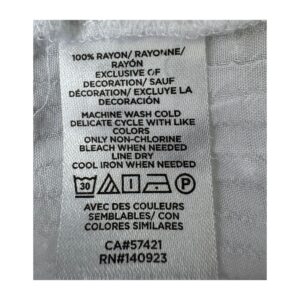 100% RAYON/ RAYONNE/
RAYÓN
EXCLUSIVE OF
DECORATION/ SAUF
DÉCORATION/ EXCLUYE LA
DECORACIÓN
MACHINE WASH COLD
DELICATE CYCLE WITH LIKE
COLORS
ONLY NON-CHLORINE
BLEACH WHEN NEEDED
LINE DRY
COOL IRON WHEN NEEDED
30 P
AVEC DES COULEURS
SEMBLABLES/ CON
COLORES SIMILARES
CA#57421
RN#140923